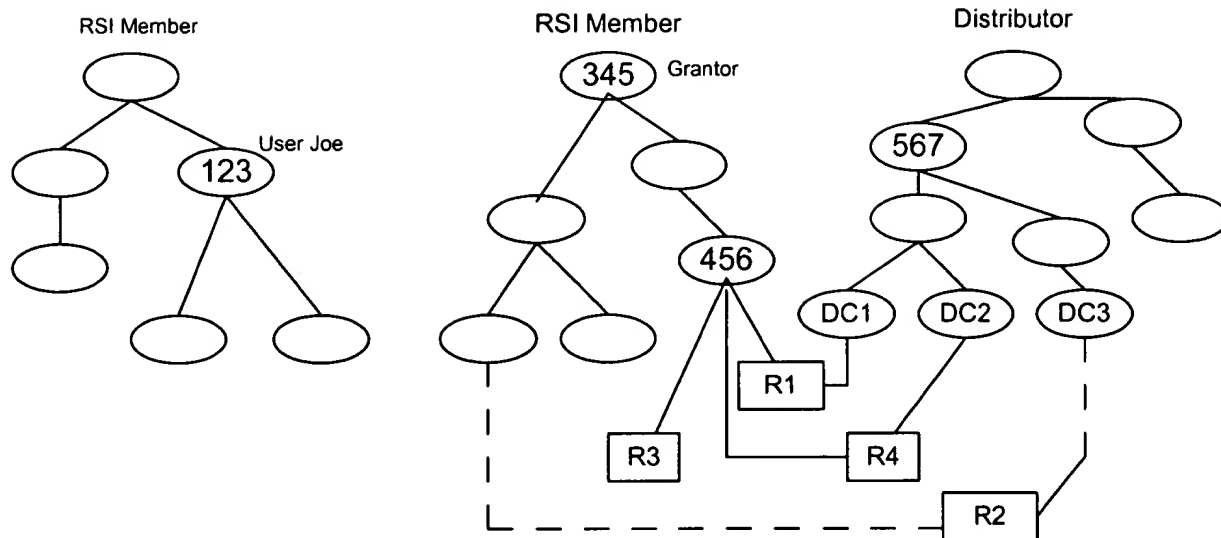 RSI Member
RSI Member
Distributor
345
Grantor
User Joe
123
567
456
DC1
DC2
DC3
R1
R3
R4
R2